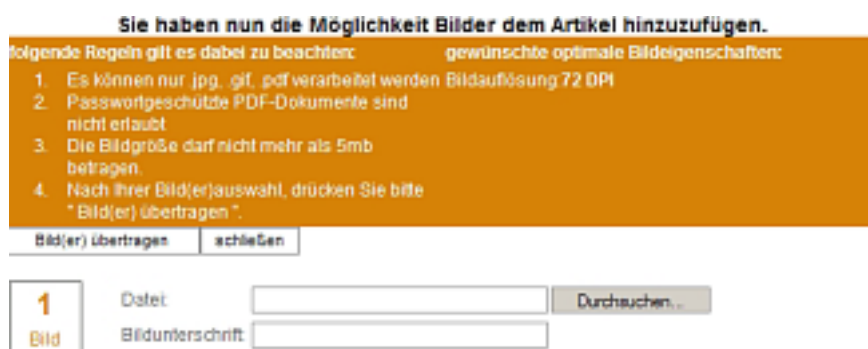 Sie haben nun die Möglichkeit Bilder dem Artikel hinzuzufügen.
folgende Regeln gilt es dabei zu beachten:
gewünschte optimale Bildeigenschaften:
1. Es können nur .jpg, .gif, .pdf verarbeitet werden
Bildauflösung:72 DPI
2. Passwortgeschützte PDF-Dokumente sind
nicht erlaubt
3. Die Bildgröße darf nicht mehr als 5mb
betragen.
4. Nach Ihrer Bild(er)auswahl, drücken Sie bitte
" Bild(er) übertragen ".
Bild(er) übertragen
schließen
1
Bild
Datei:
Durchsuchen...
Bildunterschrift: